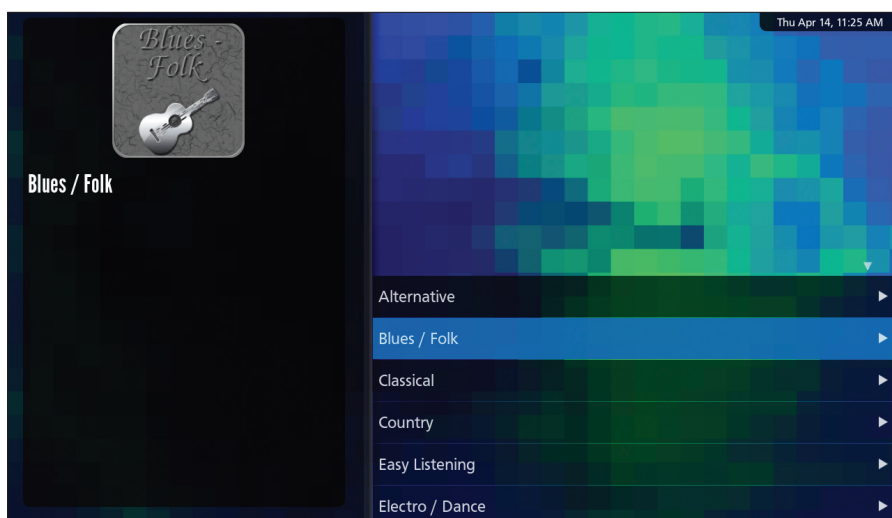 Blues -
Folk
Blues / Folk
Thu Apr 14, 11:25 AM
Alternative
Blues / Folk
Classical
Country
Easy Listening
Electro / Dance